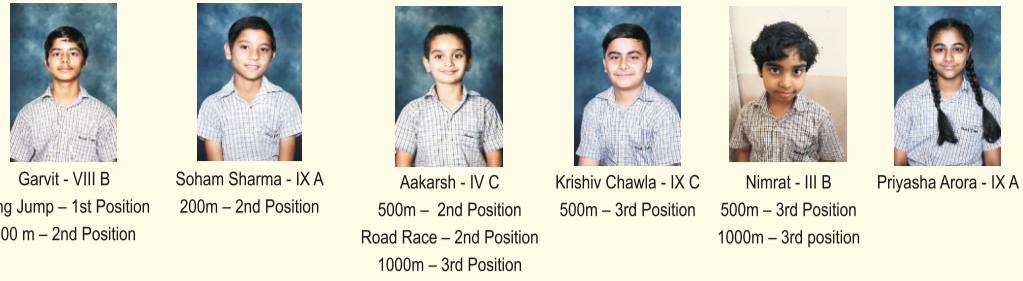 Garvit - VIII B
ng Jump – 1st Position
00 m – 2nd Position
Soham Sharma - IX A
200m – 2nd Position
Aakarsh - IV C
500m – 2nd Position
Road Race – 2nd Position
1000m – 3rd Position
Krishiv Chawla - IX C
500m – 3rd Position
Nimrat - III B
500m – 3rd Position
1000m – 3rd position
Priyasha Arora - IX A